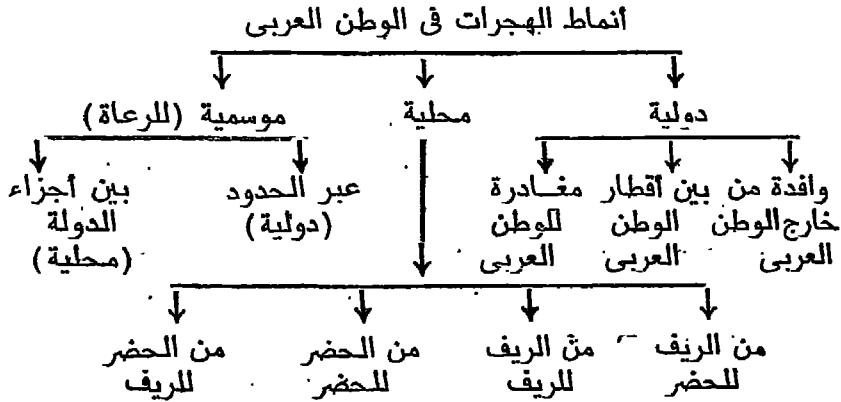 أنماط الهجرات فى الوطن العربى
دولية محلية موسمية (للرعاة)
وافدة من خارج الوطن العربى
بين أقطار الوطن العربى
مغادرة للوطن العربى
عبر الحدود (دولية)
بين أجزاء الدولة (محلية)
من الريف للحضر
من الريف للريف
من الحضر للحضر
من الحضر للريف